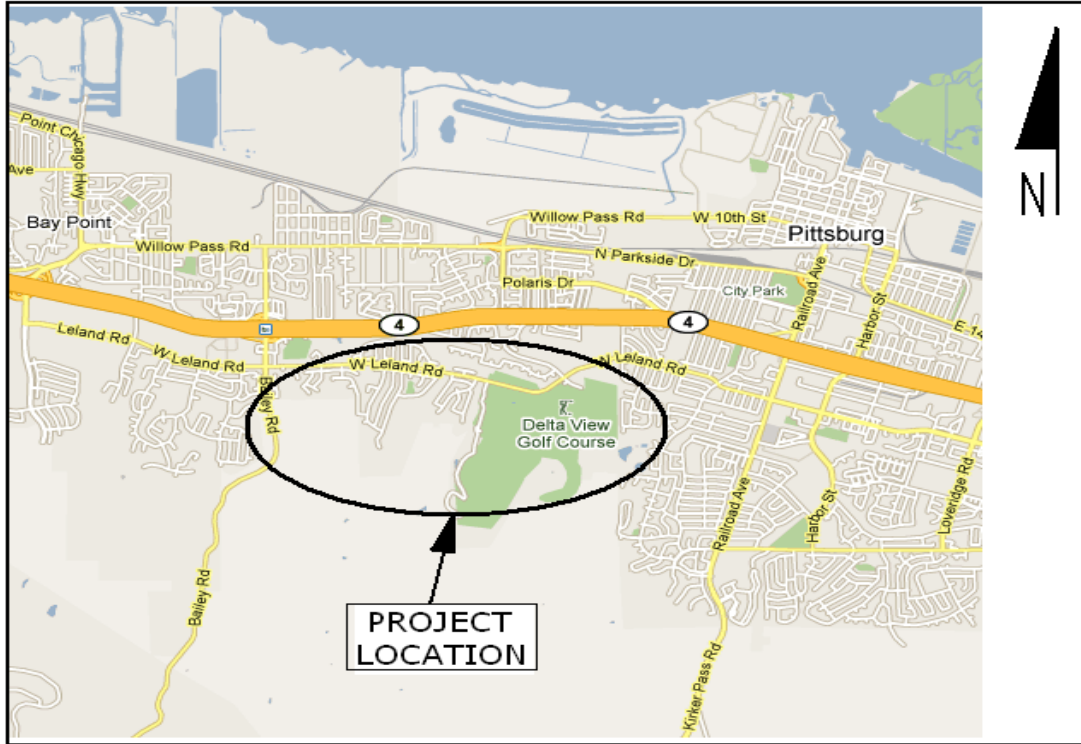 Point Chicago Hwy
Ave
Bay Point
Willow Pass Rd
Willow Pass Rd
W 10th St
Pittsburg
N Parkside Dr
Polaris Dr
City Park
Railroad Ave
Harbor St
E 14
4
4
Leland Rd
W Leland Rd
W Leland Rd
W Leland Rd
Bailey Rd
Delta View
Golf Course
Railroad Ave
Harbor St
Loveridge Rd
Bailey Rd
Kirker Pass Rd
PROJECT
LOCATION
N